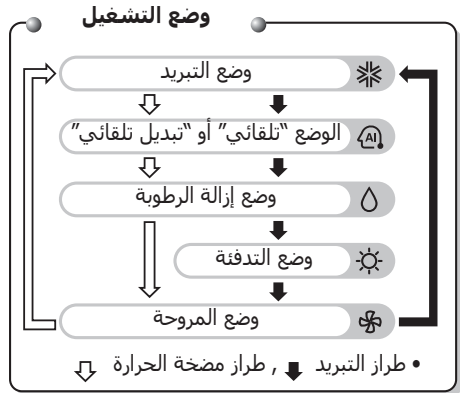 وضع التشغيل
وضع التبريد
الوضع “تلقائي” أو “تبديل تلقائي”
AI
وضع إزالة الرطوبة
وضع التدفئة
وضع المروحة
• طراز التبريد , طراز مضخة الحرارة